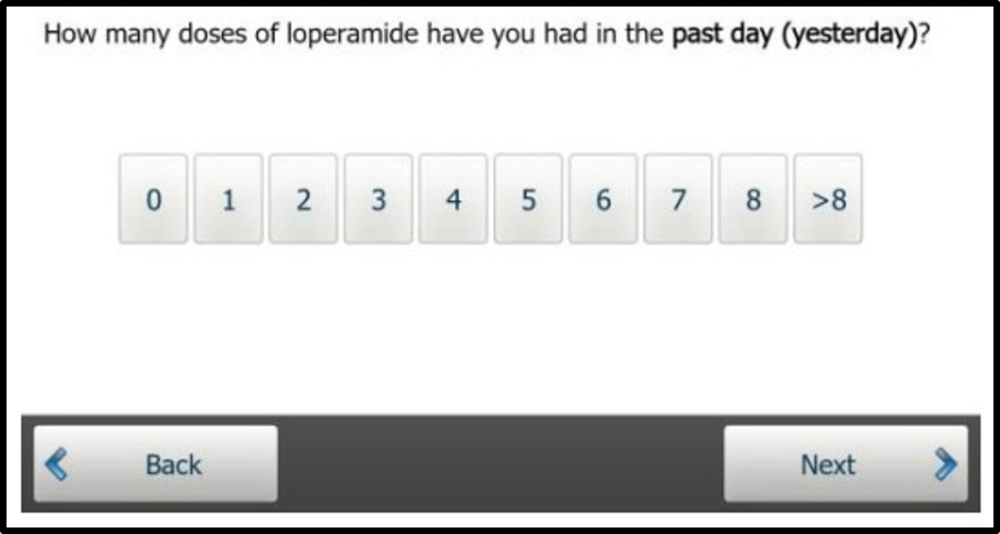 How many doses of loperamide have you had in the past day (yesterday)?
0 1 2 3 4 5 6 7 8 >8
Back Next